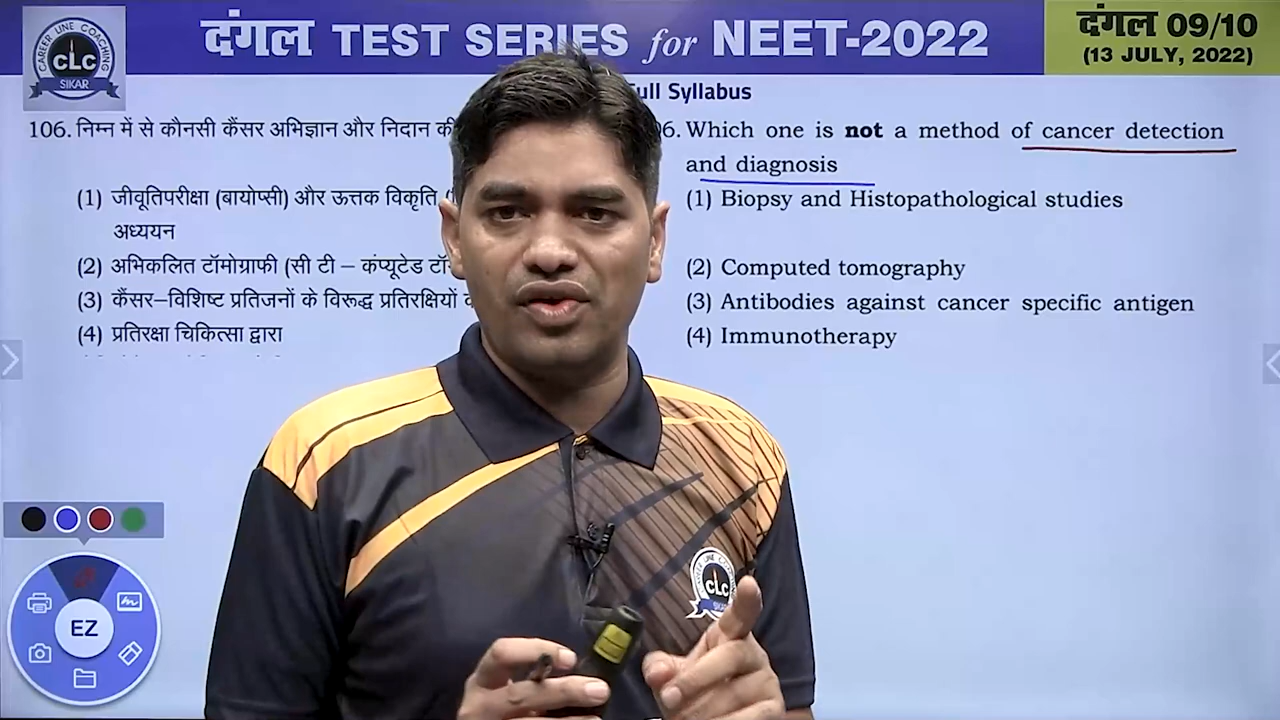 CAREER LINE COACHING
CLC
SIKAR
दंगल TEST SERIES for NEET-2022
दंगल 09/10
(13 JULY, 2022)
Full Syllabus
106. निम्न में से कौनसी कैंसर अभिज्ञान और निदान की
(1) जीवूतिपरीक्षा (बायोप्सी) और ऊत्तक विकृति
अध्ययन
(2) अभिकलित टॉमोग्राफी (सी टी – कंप्यूटेड
(3) कैंसर–विशिष्ट प्रतिजनों के विरूद्ध प्रतिरक्षियों
(4) प्रतिरक्षा चिकित्सा द्वारा
6. Which one is not a method of cancer detection
and diagnosis
(1) Biopsy and Histopathological studies
(2) Computed tomography
(3) Antibodies against cancer specific antigen
(4) Immunotherapy
CLC
EZ